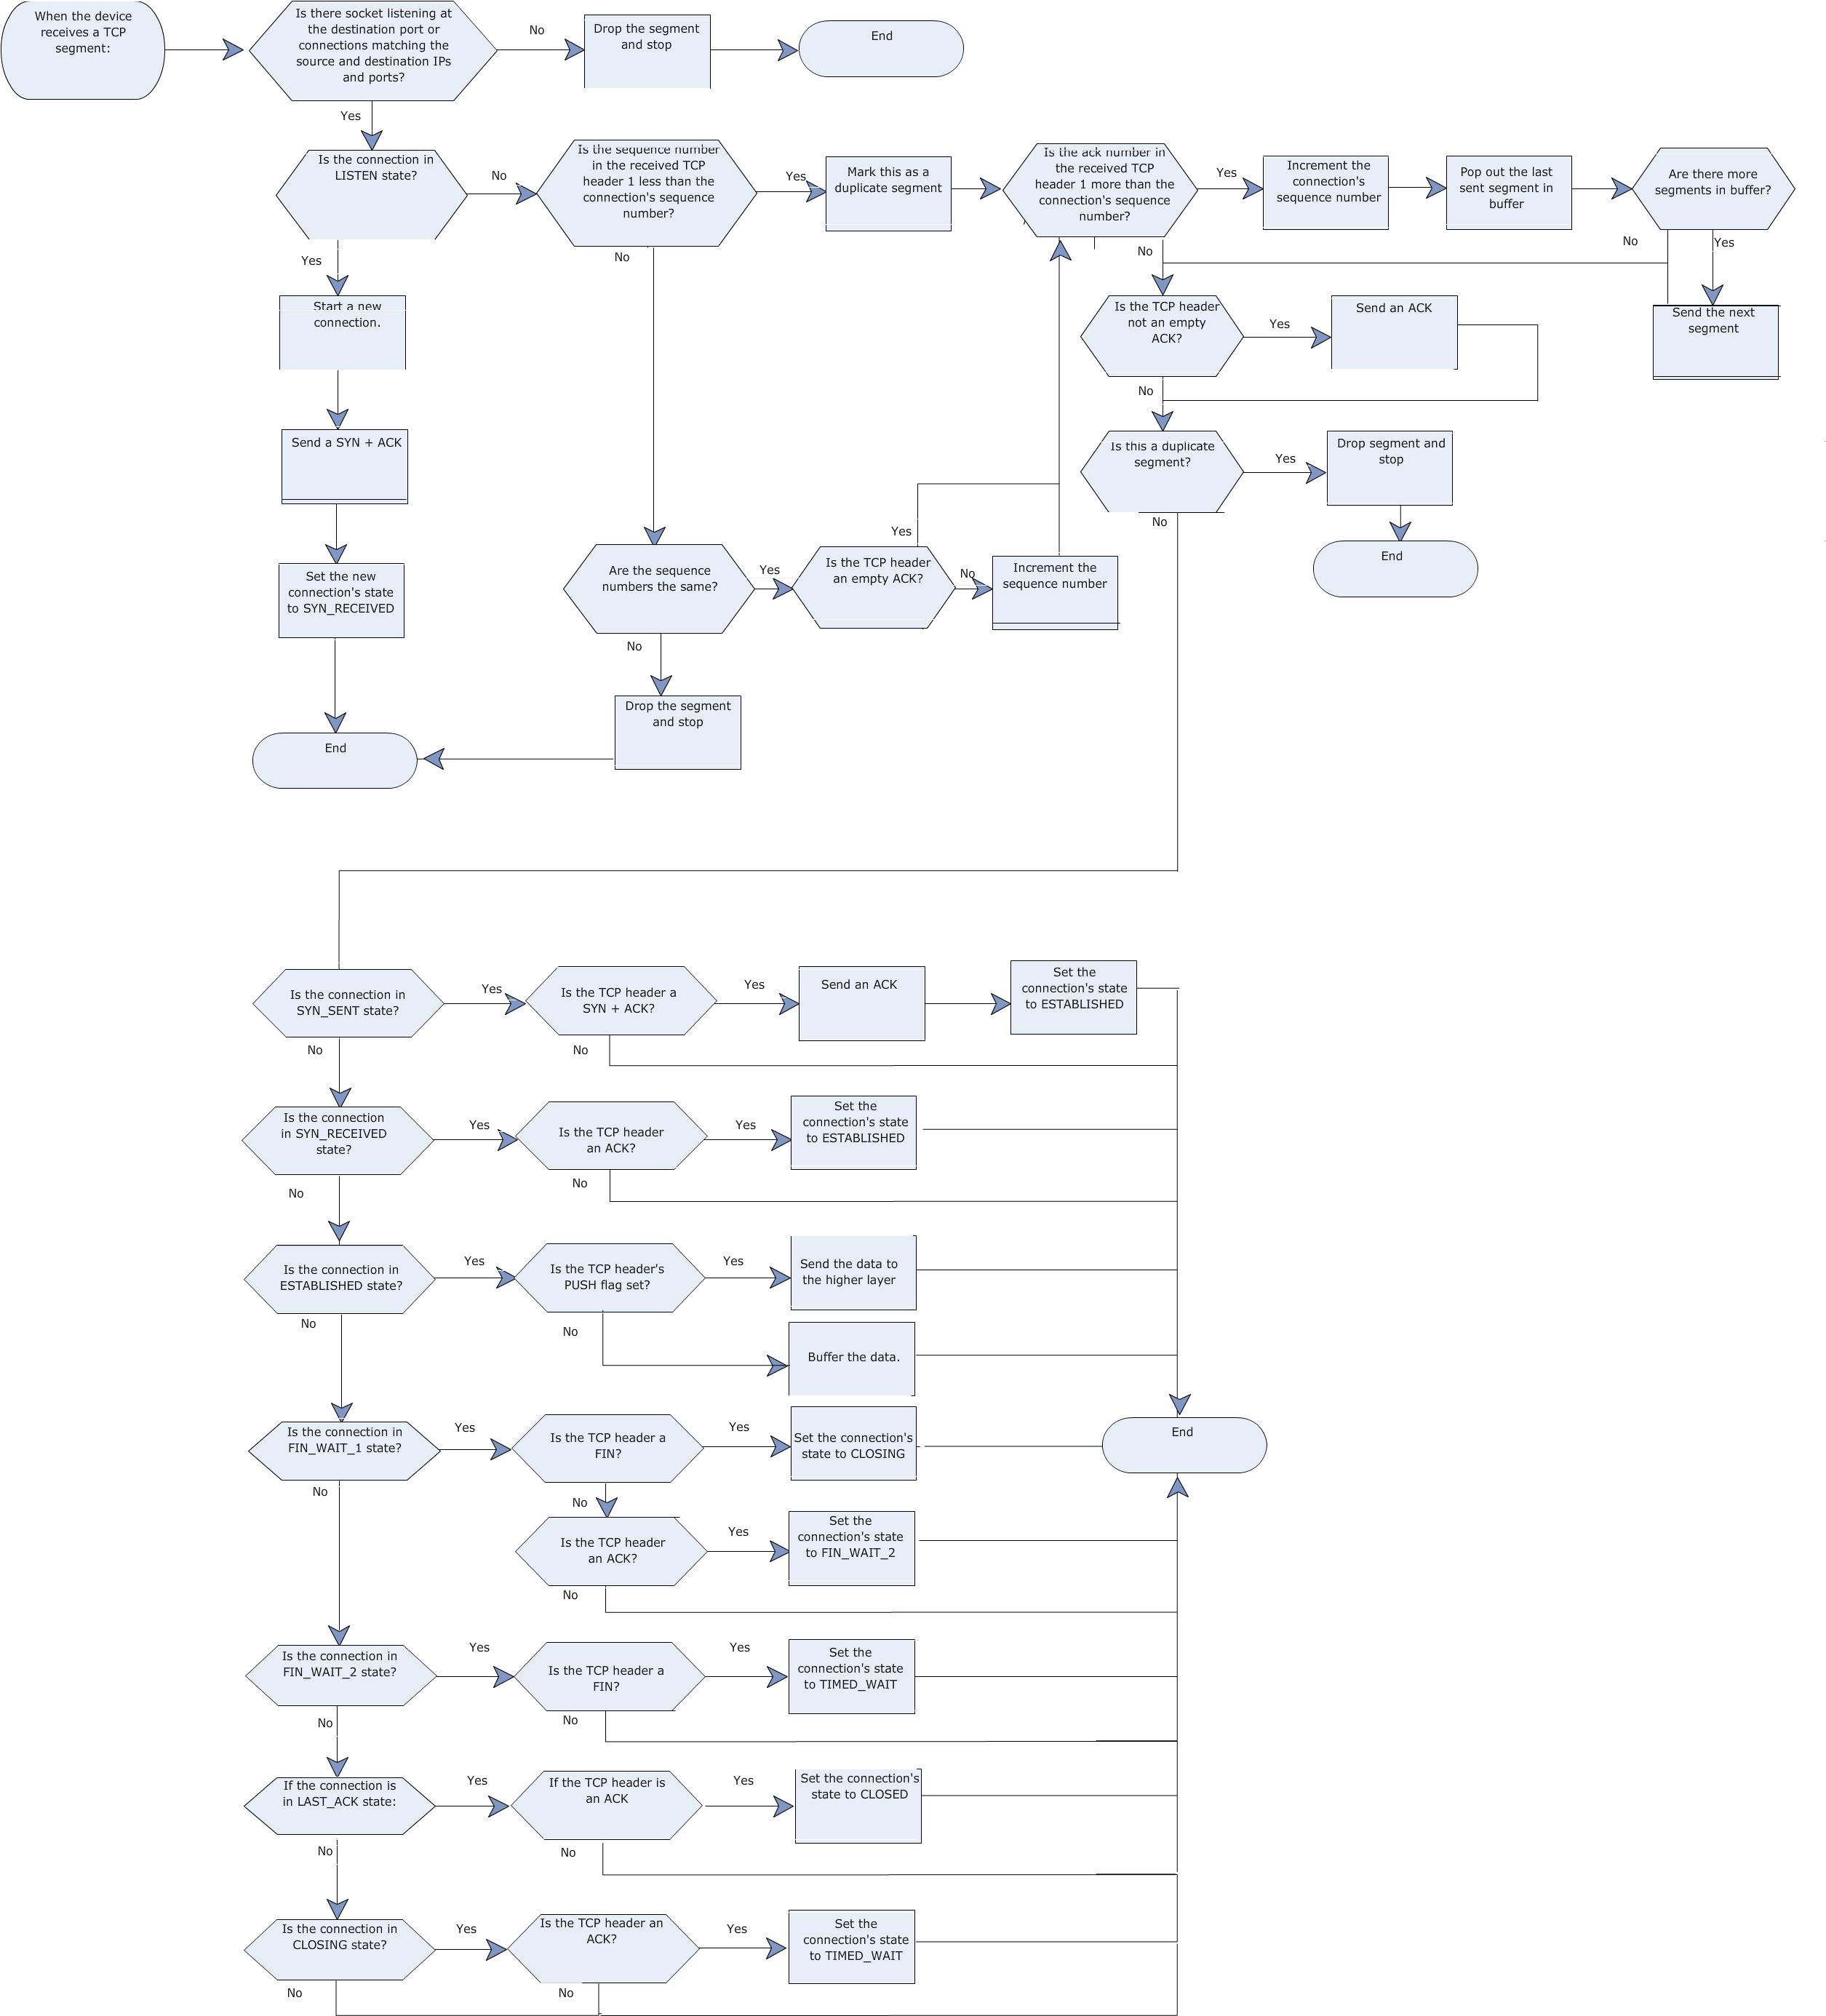 When the device
receives a TCP
segment:
Is there socket listening at
the destination port or
connections matching the
source and destination IPs
and ports?
No
Drop the segment
and stop
End
Yes
Is the connection in
LISTEN state?
No
Is the sequence number
in the received TCP
header 1 less than the
connection's sequence
number?
Yes
Mark this as a
duplicate segment
Is the ack number in
the received TCP
header 1 more than the
connection's sequence
number?
Yes
Increment the
connection's
sequence number
Pop out the last
sent segment in
buffer
Are there more
segments in buffer?
No
Yes
Send the next
segment
Yes
Start a new
connection.
No
No
Is the TCP header
not an empty
ACK?
Yes
Send an ACK
No
Send a SYN + ACK
Is this a duplicate
segment?
Yes
Drop segment and
stop
End
No
Set the new
connection's state
to SYN_RECEIVED
Are the sequence
numbers the same?
Yes
Is the TCP header
an empty ACK?
Yes
No
Increment the
sequence number
No
Drop the segment
and stop
End
Is the connection in
SYN_SENT state?
Yes
Is the TCP header a
SYN + ACK?
Yes
Send an ACK
Set the
connection's state
to ESTABLISHED
No
No
Is the connection
in SYN_RECEIVED
state?
Yes
Is the TCP header
an ACK?
Yes
Set the
connection's state
to ESTABLISHED
No
No
Is the connection in
ESTABLISHED state?
Yes
Is the TCP header's
PUSH flag set?
Yes
Send the data to
the higher layer
No
No
Buffer the data.
Is the connection in
FIN_WAIT_1 state?
Yes
Is the TCP header a
FIN?
Yes
Set the connection's
state to CLOSING
End
No
No
Is the TCP header
an ACK?
Yes
Set the
connection's state
to FIN_WAIT_2
No
Is the connection in
FIN_WAIT_2 state?
Yes
Is the TCP header a
FIN?
Yes
Set the
connection's state
to TIMED_WAIT
No
No
If the connection is
in LAST_ACK state:
Yes
If the TCP header is
an ACK
Yes
Set the connection's
state to CLOSED
No
No
Is the connection in
CLOSING state?
Yes
Is the TCP header an
ACK?
Yes
Set the
connection's state
to TIMED_WAIT
No
No